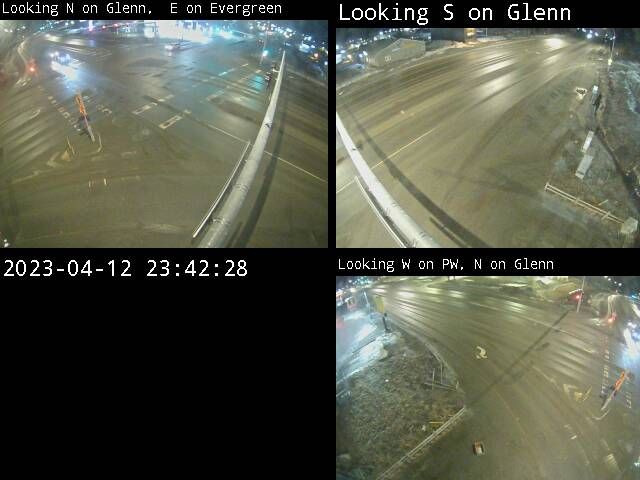 Looking N on Glenn,  E on Evergreen
Looking S on Glenn
2023-04-12 23:42:28
Looking W on PW, N on Glenn